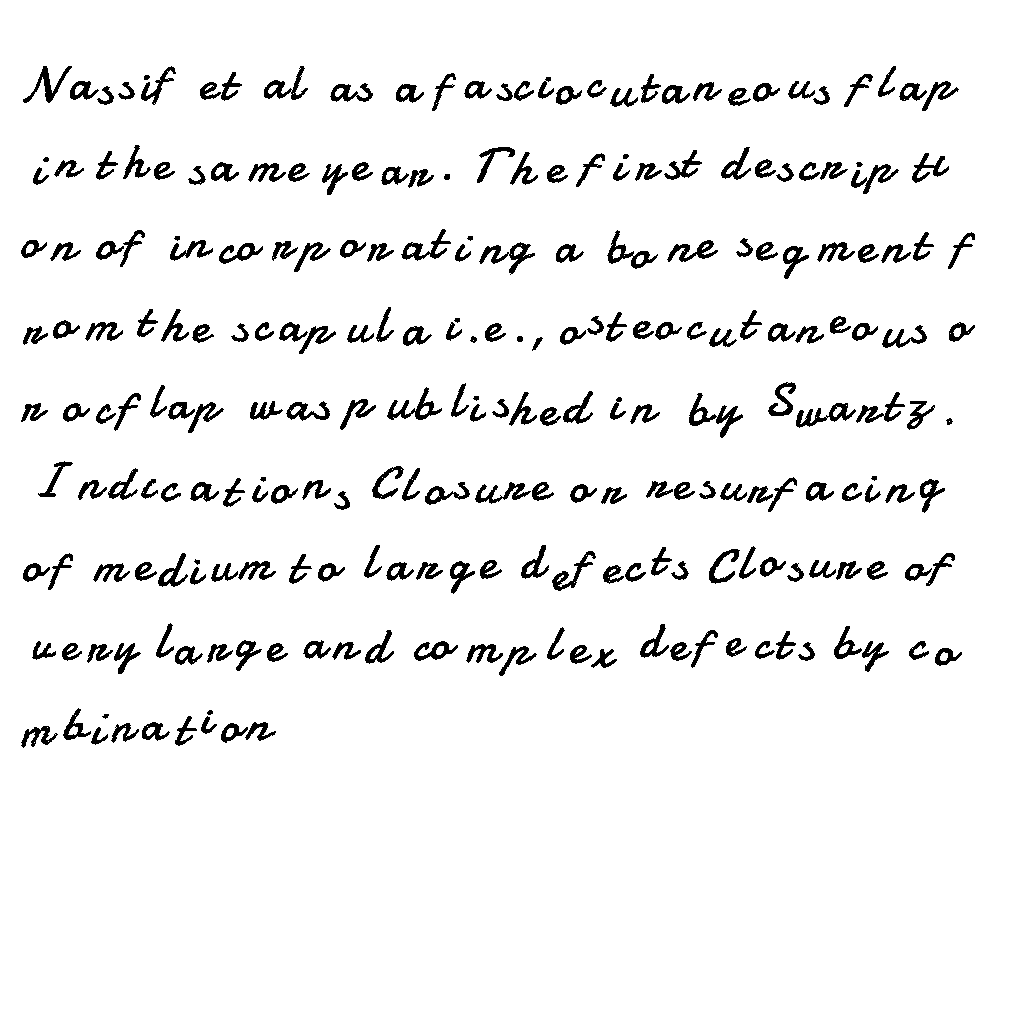 Nassif et al as a fasciocutaneous flap
in the same year. The first descripti
on of incorporating a bone segment f
rom the scapula i.e., osteocutaneous o
r ocflap was published in by Swartz.
Indications Closure or resurfacing
of medium to large defects Closure of
very large and complex defects by co
mbination